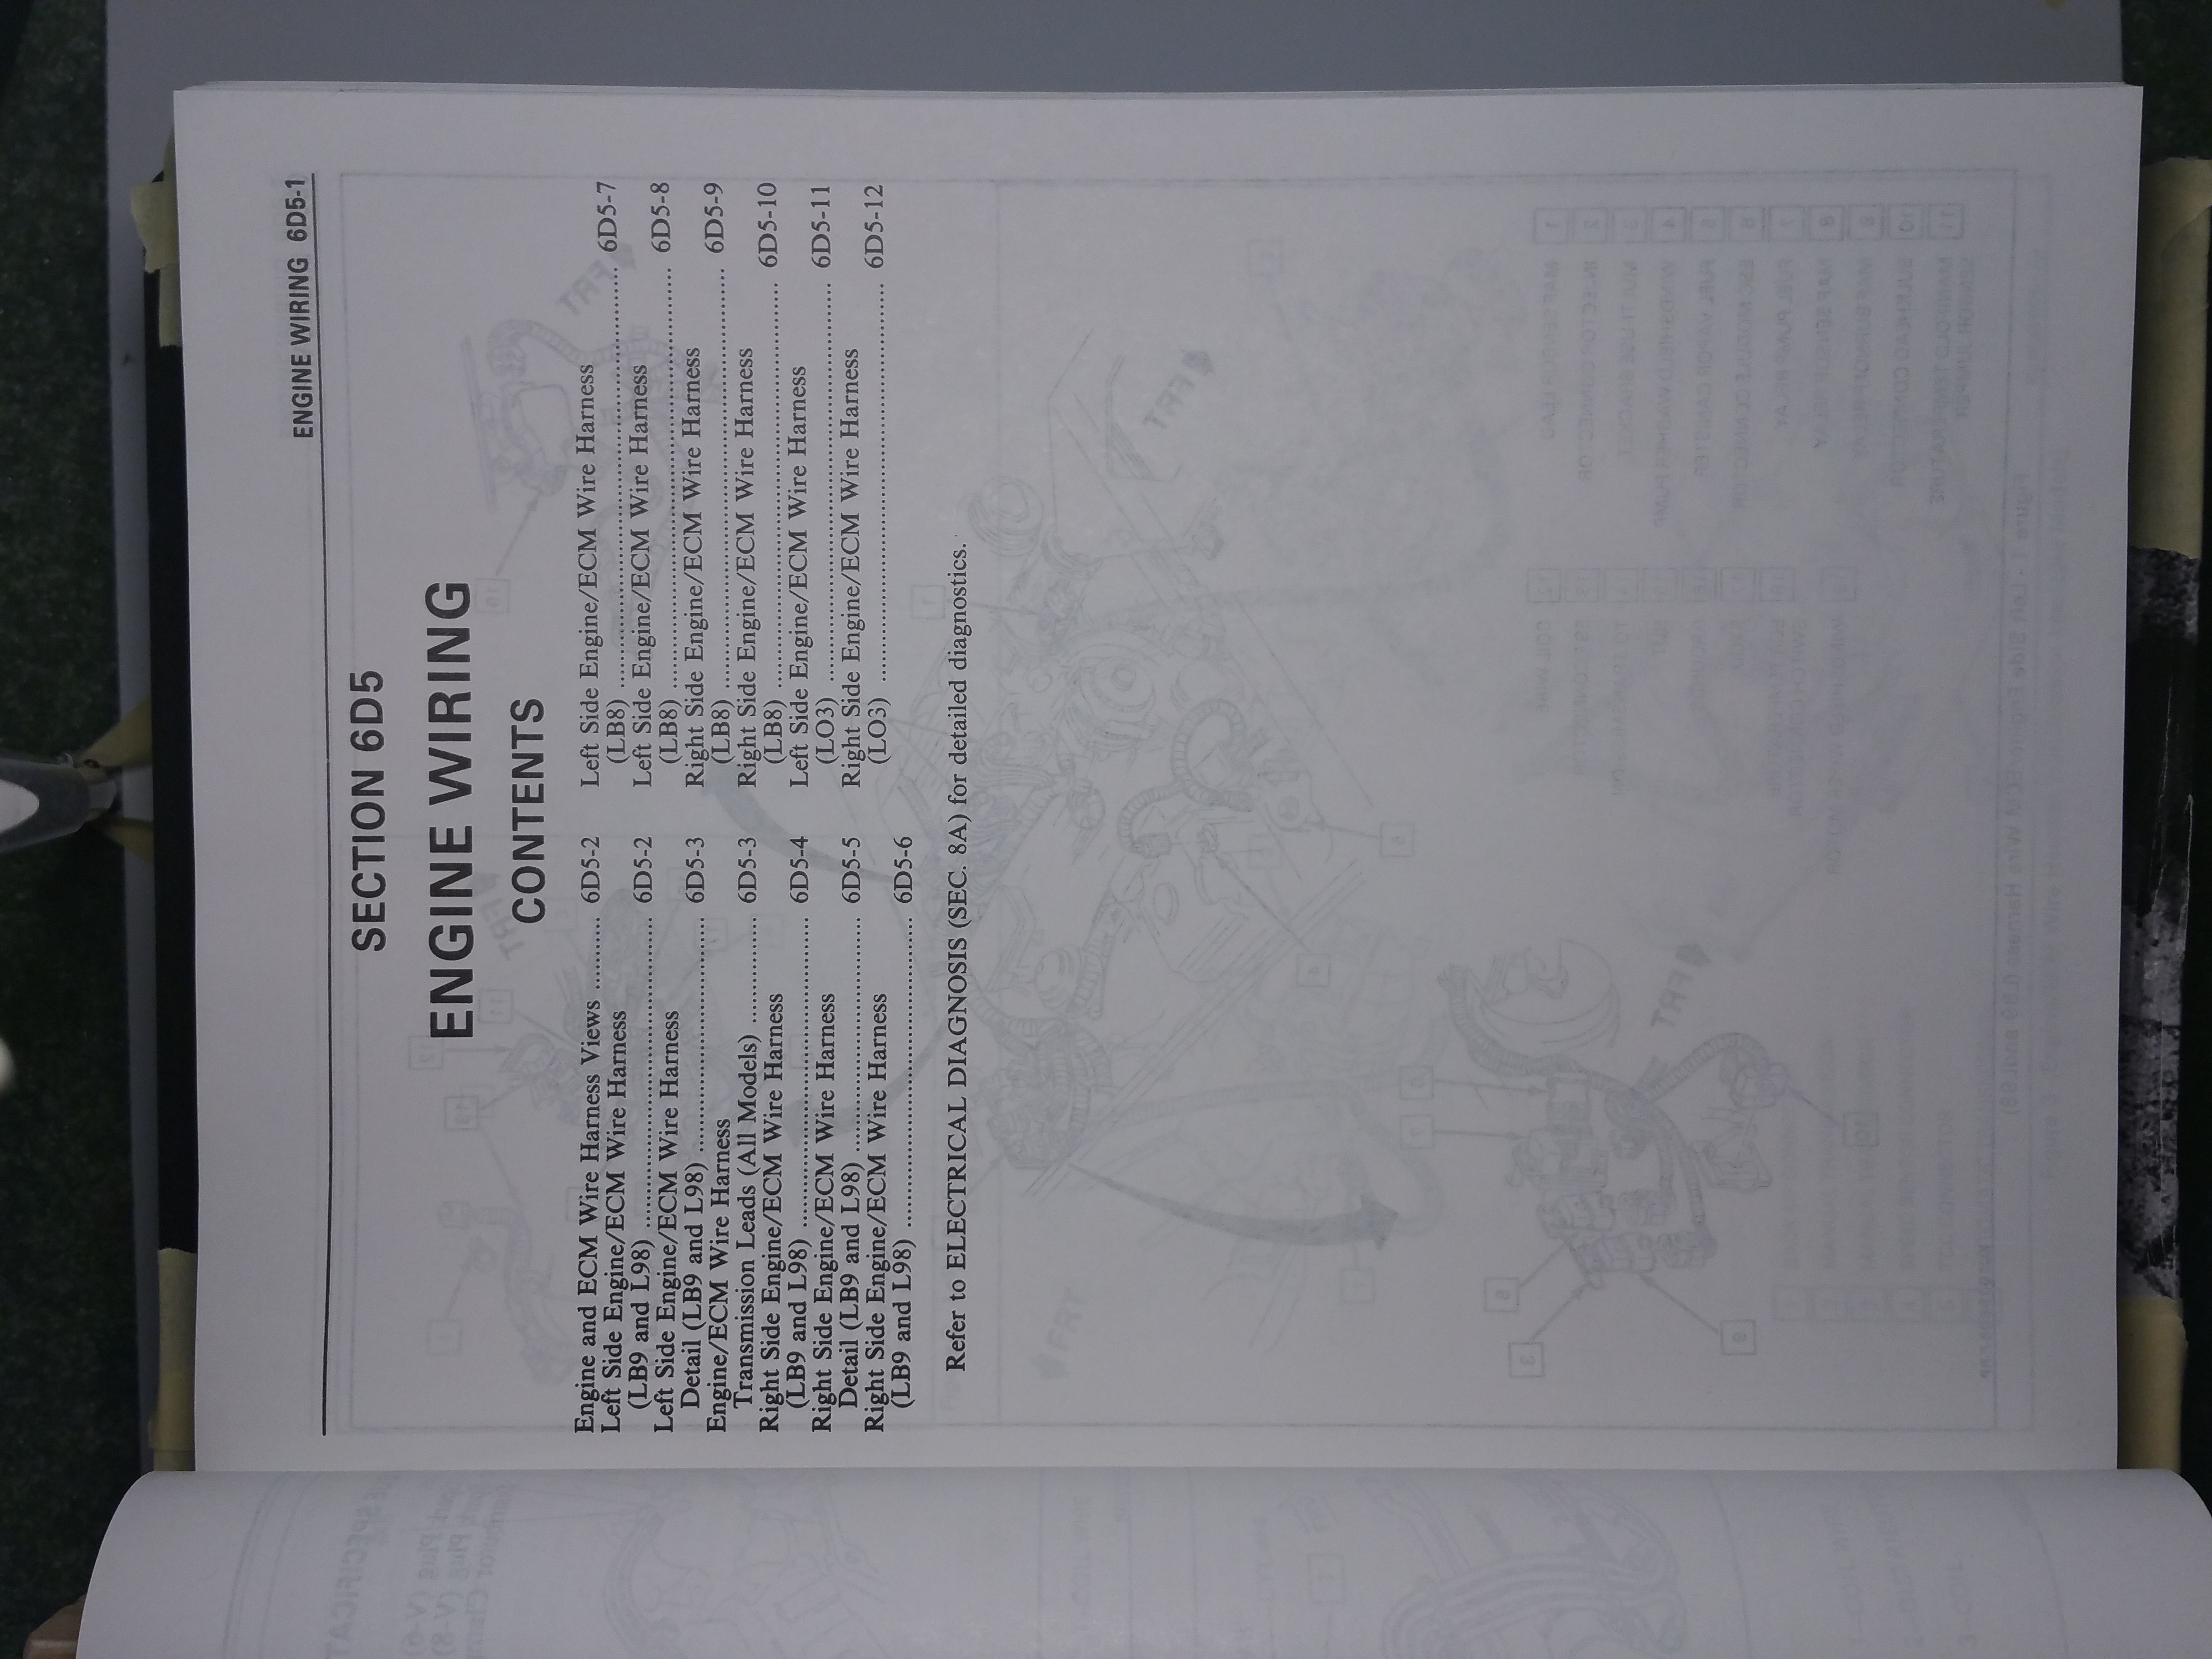 ENGINE WIRING 6D5-1
SECTION 6D5
ENGINE WIRING
CONTENTS
Engine and ECM Wire Harness Views .......... 6D5-2
Left Side Engine/ECM Wire Harness
(LB9 and L98) .......... 6D5-2
Left Side Engine/ECM Wire Harness
Detail (LB9 and L98) .......... 6D5-3
Engine/ECM Wire Harness
Transmission Leads (All Models) .......... 6D5-3
Right Side Engine/ECM Wire Harness
(LB9 and L98) .......... 6D5-4
Right Side Engine/ECM Wire Harness
Detail (LB9 and L98) .......... 6D5-5
Right Side Engine/ECM Wire Harness
(LB9 and L98) .......... 6D5-6
Left Side Engine/ECM Wire Harness
(LB8) .......... 6D5-7
Left Side Engine/ECM Wire Harness
(LB8) .......... 6D5-8
Right Side Engine/ECM Wire Harness
(LB8) .......... 6D5-9
Right Side Engine/ECM Wire Harness
(LB8) .......... 6D5-10
Left Side Engine/ECM Wire Harness
(LO3) .......... 6D5-11
Right Side Engine/ECM Wire Harness
(LO3) .......... 6D5-12
Refer to ELECTRICAL DIAGNOSIS (SEC. 8A) for detailed diagnostics.